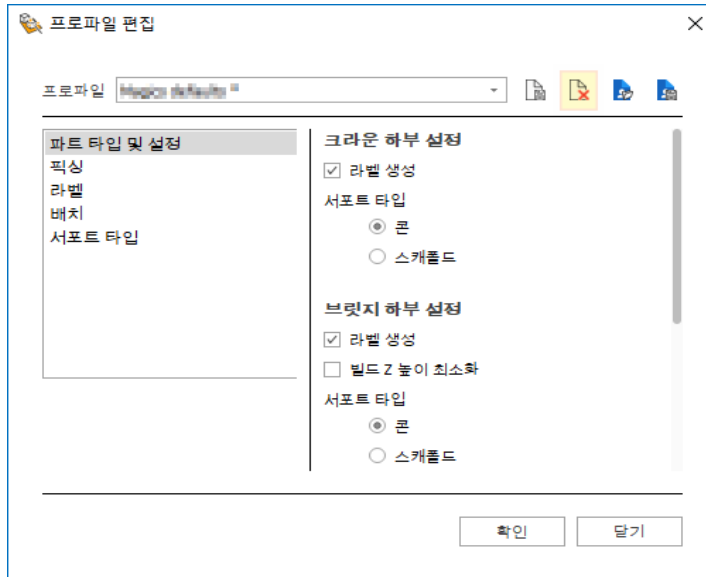 프로파일 편집
프로파일
파트 타입 및 설정
픽싱
라벨
배치
서포트 타입
크라운 하부 설정
라벨 생성
서포트 타입
콘
스캐폴드
브릿지 하부 설정
라벨 생성
빌드 Z 높이 최소화
서포트 타입
콘
스캐폴드
확인
닫기